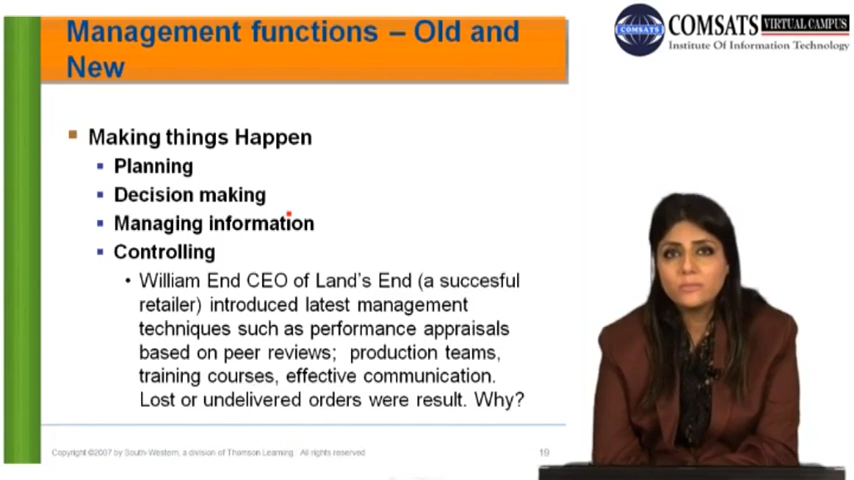 Management functions – Old and
New
COMSATS VIRTUAL CAMPUS
Institute Of Information Technology
COMSATS
Making things Happen
Planning
Decision making
Managing information
Controlling
William End CEO of Land's End (a succesful
retailer) introduced latest management
techniques such as performance appraisals
based on peer reviews; production teams,
training courses, effective communication.
Lost or undelivered orders were result. Why?
Copyright ©2007 by South-Western, a division of Thomson Learning. All rights reserved
19